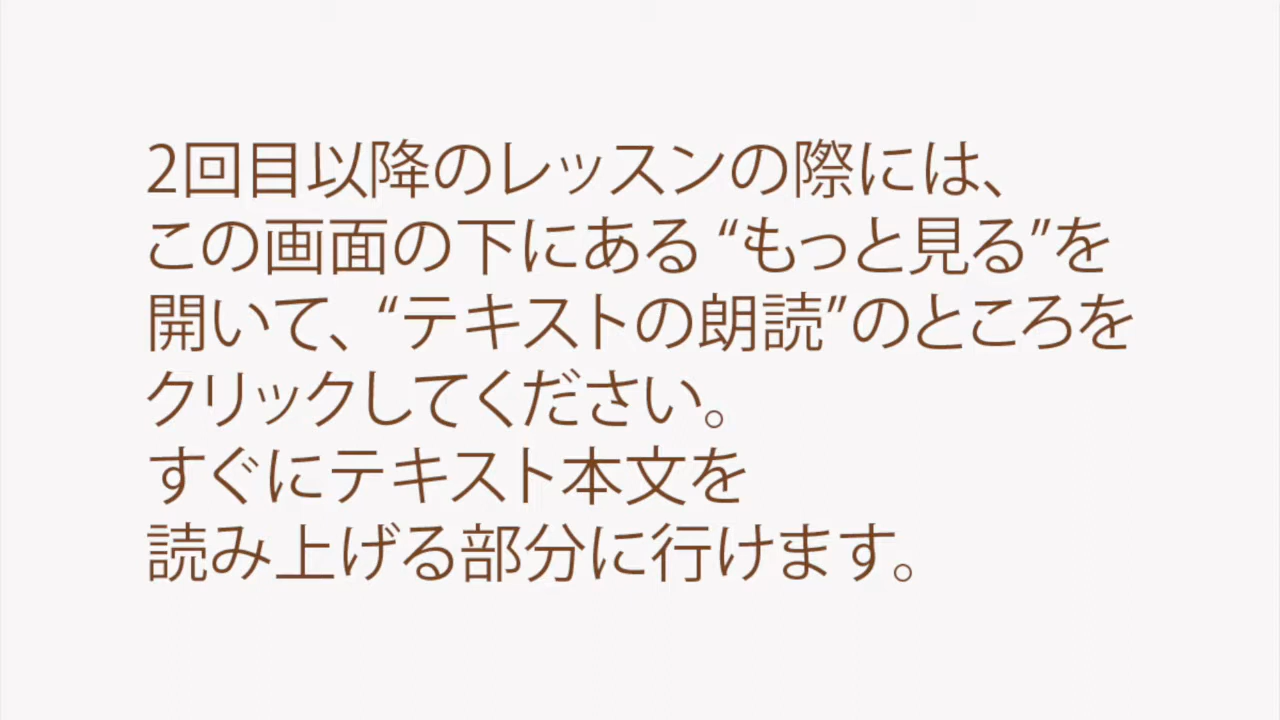 2回目以降のレッスンの際には、
この画面の下にある“もっと見る”を
開いて、“テキストの朗読”のところを
クリックしてください。
すぐにテキスト本文を
読み上げる部分に行けます。